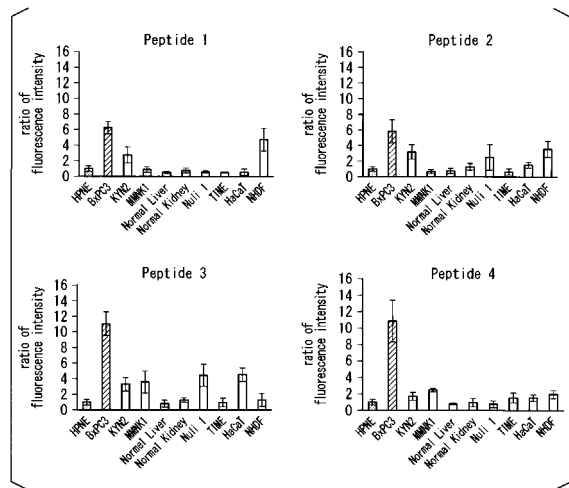 Peptide 1
ratio of
fluorescence intensity
16
14
12
10
8
6
4
2
0
HPNE
BxPC3
KYN2
MMNK1
Normal Liver
Normal Kidney
Nuli 1
TIME
HaCaT
NHDF
Peptide 2
ratio of
fluorescence intensity
16
14
12
10
8
6
4
2
0
HPNE
BxPC3
KYN2
MMNK1
Normal Liver
Normal Kidney
Nuli 1
TIME
HaCaT
NHDF
Peptide 3
ratio of
fluorescence intensity
16
14
12
10
8
6
4
2
0
HPNE
BxPC3
KYN2
MMNK1
Normal Liver
Normal Kidney
Nuli 1
TIME
HaCaT
NHDF
Peptide 4
ratio of
fluorescence intensity
16
14
12
10
8
6
4
2
0
HPNE
BxPC3
KYN2
MMNK1
Normal Liver
Normal Kidney
Nuli 1
TIME
HaCaT
NHDF